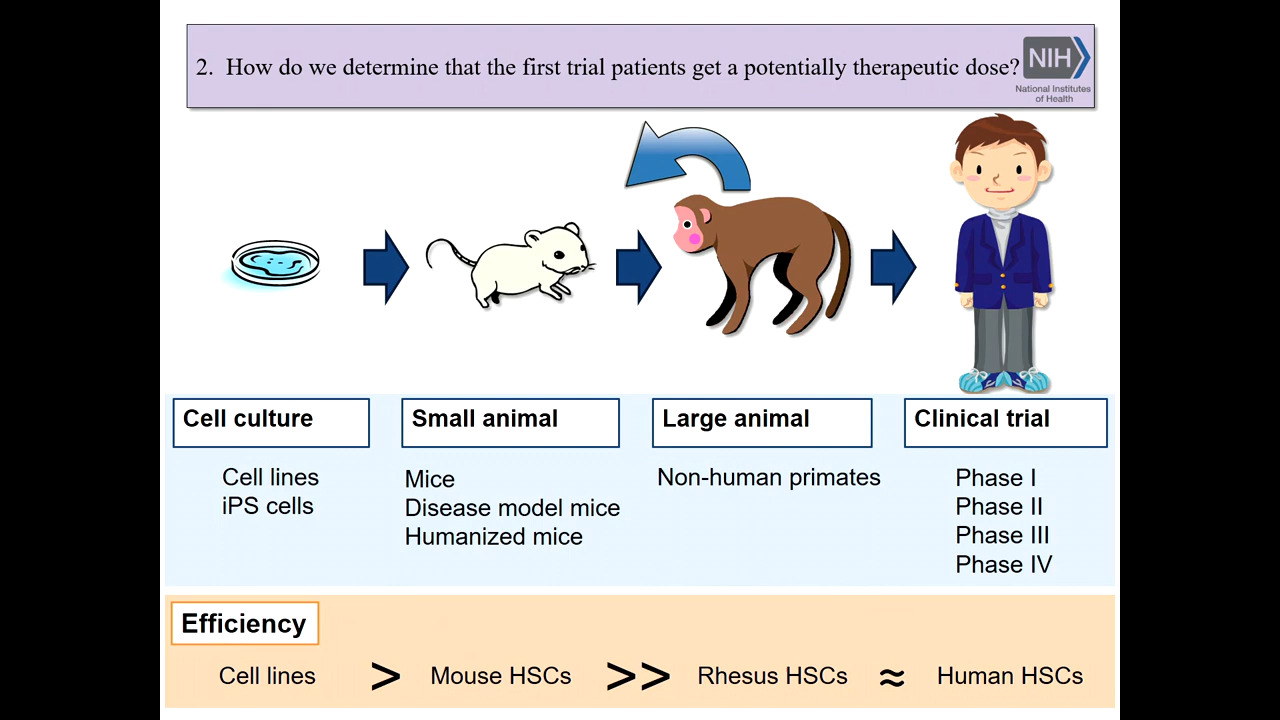 2. How do we determine that the first trial patients get a potentially therapeutic dose?
NIH
National Institutes
of Health
Cell culture
Cell lines
iPS cells
Small animal
Mice
Disease model mice
Humanized mice
Large animal
Non-human primates
Clinical trial
Phase I
Phase II
Phase III
Phase IV
Efficiency
Cell lines > Mouse HSCs >> Rhesus HSCs ≈ Human HSCs